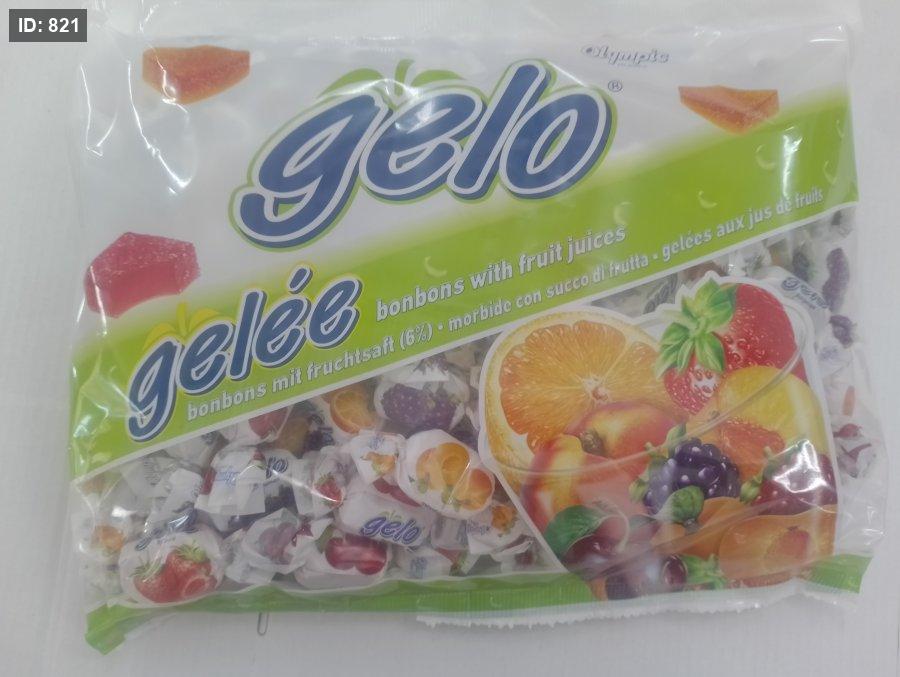 ID: 821
Olympic
gelo®
gelée
bonbons with fruit juices
bonbons mit fruchtsaft (6%) • morbide con succo di frutta • gelées aux jus de fruits
gelo